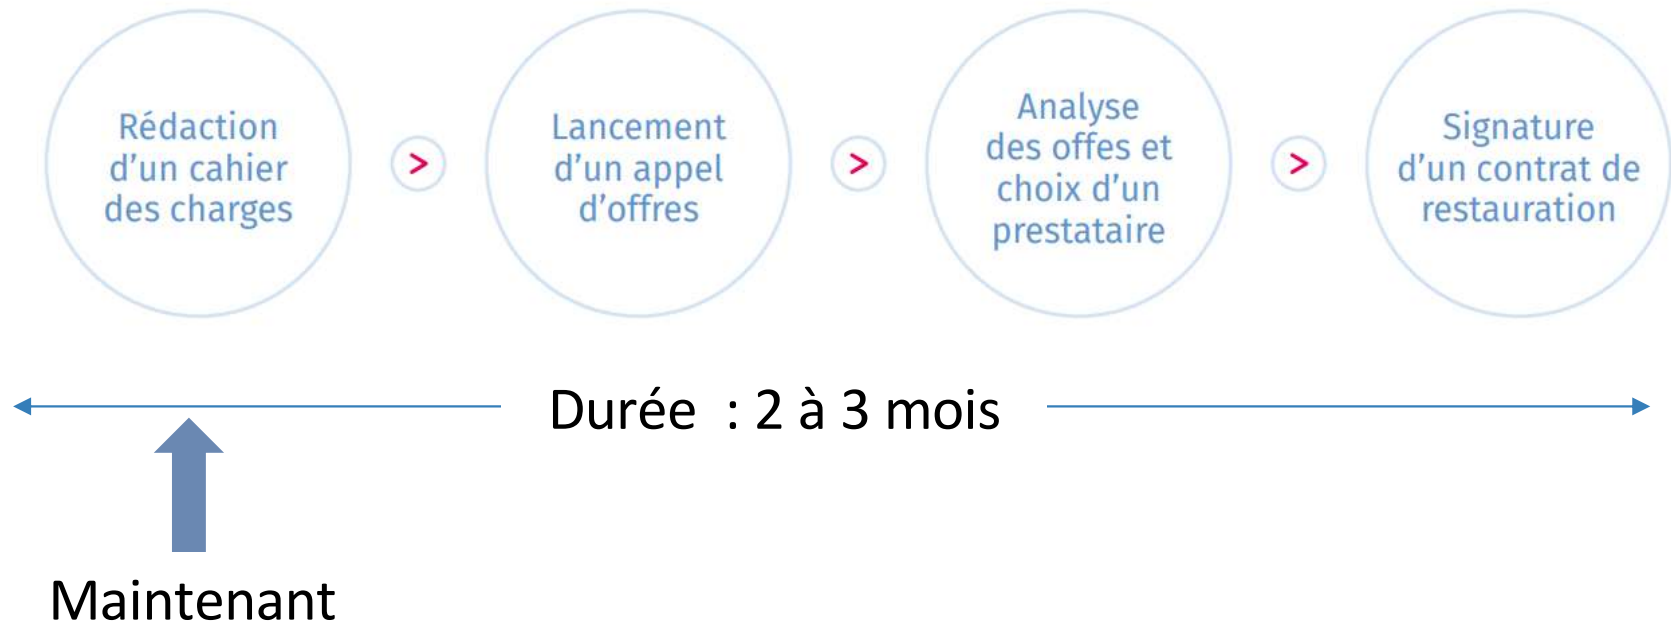 Rédaction
d'un cahier
des charges
>
Lancement
d'un appel
d'offres
>
Analyse
des offes et
choix d'un
prestataire
>
Signature
d'un contrat de
restauration
Durée : 2 à 3 mois
Maintenant